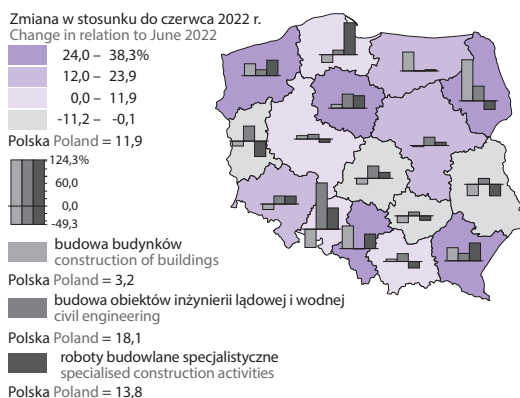 Zmiana w stosunku do czerwca 2022 r.
Change in relation to June 2022
24,0 – 38,3%
12,0 – 23,9
0,0 – 11,9
-11,2 – -0,1
Polska Poland = 11,9
124,3%
60,0
0,0
-49,3
budowa budynków
construction of buildings
Polska Poland = 3,2
budowa obiektów inżynierii lądowej i wodnej
civil engineering
Polska Poland = 18,1
roboty budowlane specjalistyczne
specialised construction activities
Polska Poland = 13,8